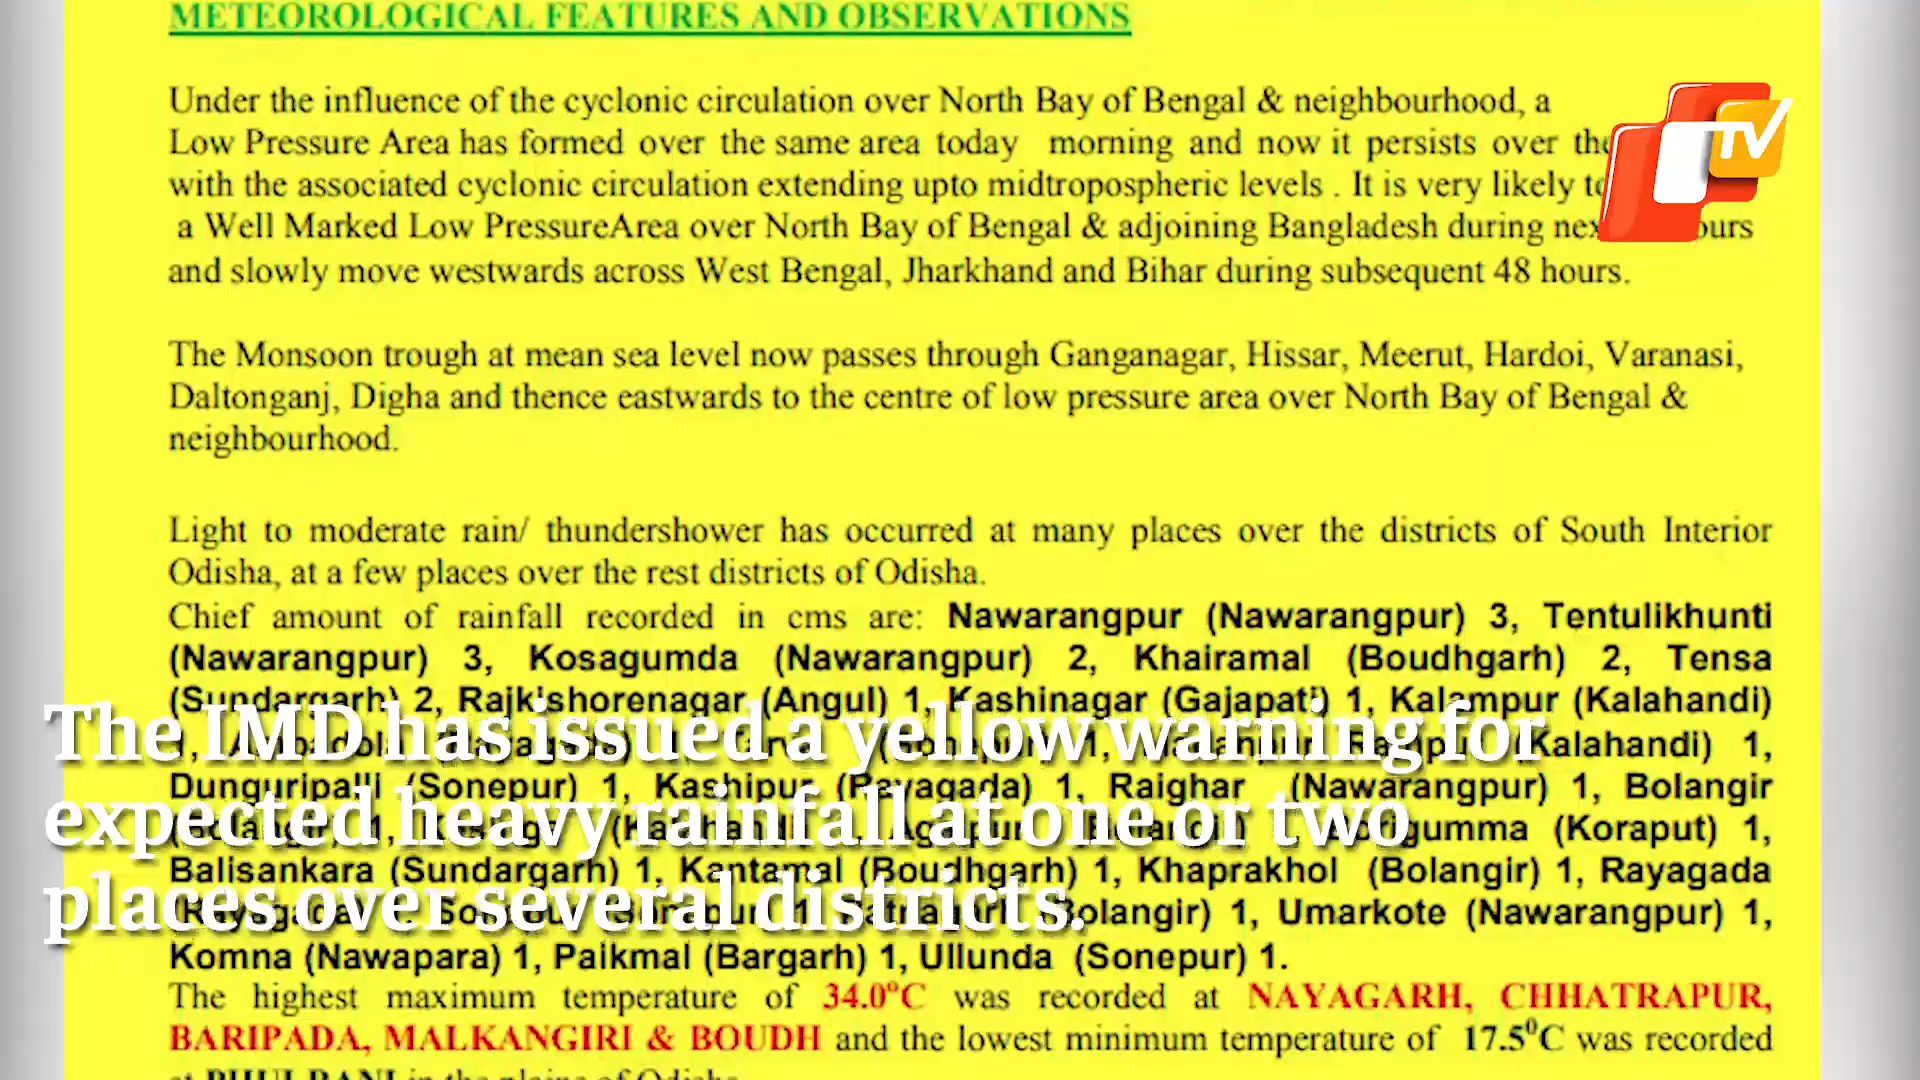 METEOROLOGICAL FEATURES AND OBSERVATIONS
Under the influence of the cyclonic circulation over North Bay of Bengal & neighbourhood, a
Low Pressure Area has formed over the same area today morning and now it persists over the
with the associated cyclonic circulation extending upto midtropospheric levels . It is very likely to
a Well Marked Low PressureArea over North Bay of Bengal & adjoining Bangladesh during
and slowly move westwards across West Bengal, Jharkhand and Bihar during subsequent 48 hours.
The Monsoon trough at mean sea level now passes through Ganganagar, Hissar, Meerut, Hardoi, Varanasi,
Daltonganj, Digha and thence eastwards to the centre of low pressure area over North Bay of Bengal &
neighbourhood.
Light to moderate rain/ thundershower has occurred at many places over the districts of South Interior
Odisha, at a few places over the rest districts of Odisha.
Chief amount of rainfall recorded in cms are: Nawarangpur (Nawarangpur) 3, Tentulikhunti
(Nawarangpur) 3, Kosagumda (Nawarangpur) 2, Khairamal (Boudhgarh) 2, Tensa
(Sundargarh) 2, Rajkishorenagar (Angul) 1, Kashinagar (Gajapati) 1, Kalampur (Kalahandi)
Kalahandi) 1,
Dunguripalli (Sonepur) 1, Kashipur (Rayagada) 1, Raighar (Nawarangpur) 1, Bolangir
(Koraput) 1,
Balisankara (Sundargarh) 1, Kantamal (Boudhgarh) 1, Khaprakhol (Bolangir) 1, Rayagada
1, Umarkote (Nawarangpur) 1,
Komna (Nawapara) 1, Paikmal (Bargarh) 1, Ullunda (Sonepur) 1.
The highest maximum temperature of 34.0°C was recorded at NAYAGARH, CHHATRAPUR,
BARIPADA, MALKANGIRI & BOUDH and the lowest minimum temperature of 17.5⁰C was recorded
TV
The IMD has issued a yellow warning for
expected heavy rainfall at one or two
places over several districts.